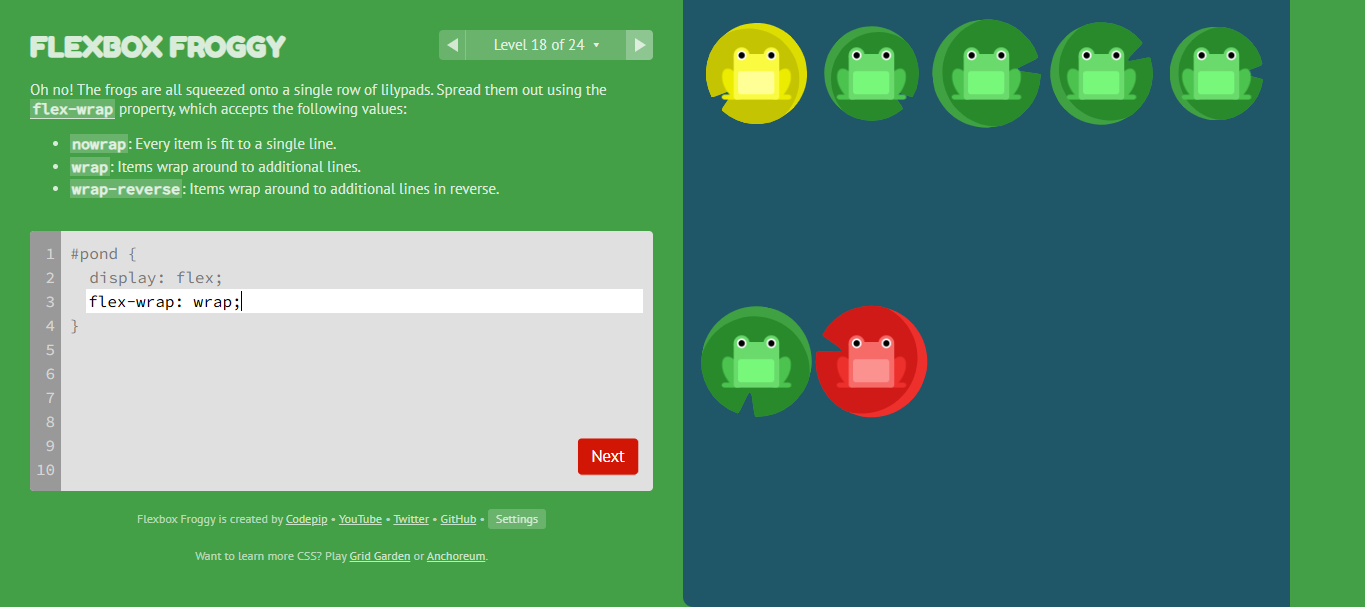 FLEXBOX FROGGY
Level 18 of 24
Oh no! The frogs are all squeezed onto a single row of lilypads. Spread them out using the
flex-wrap property, which accepts the following values:
• nowrap: Every item is fit to a single line.
• wrap: Items wrap around to additional lines.
• wrap-reverse: Items wrap around to additional lines in reverse.
1 #pond {
2 display: flex;
3 flex-wrap: wrap;
4 }
5
6
7
8
9
10
Next
Flexbox Froggy is created by Codepip • YouTube • Twitter • GitHub • Settings
Want to learn more CSS? Play Grid Garden or Anchoreum.